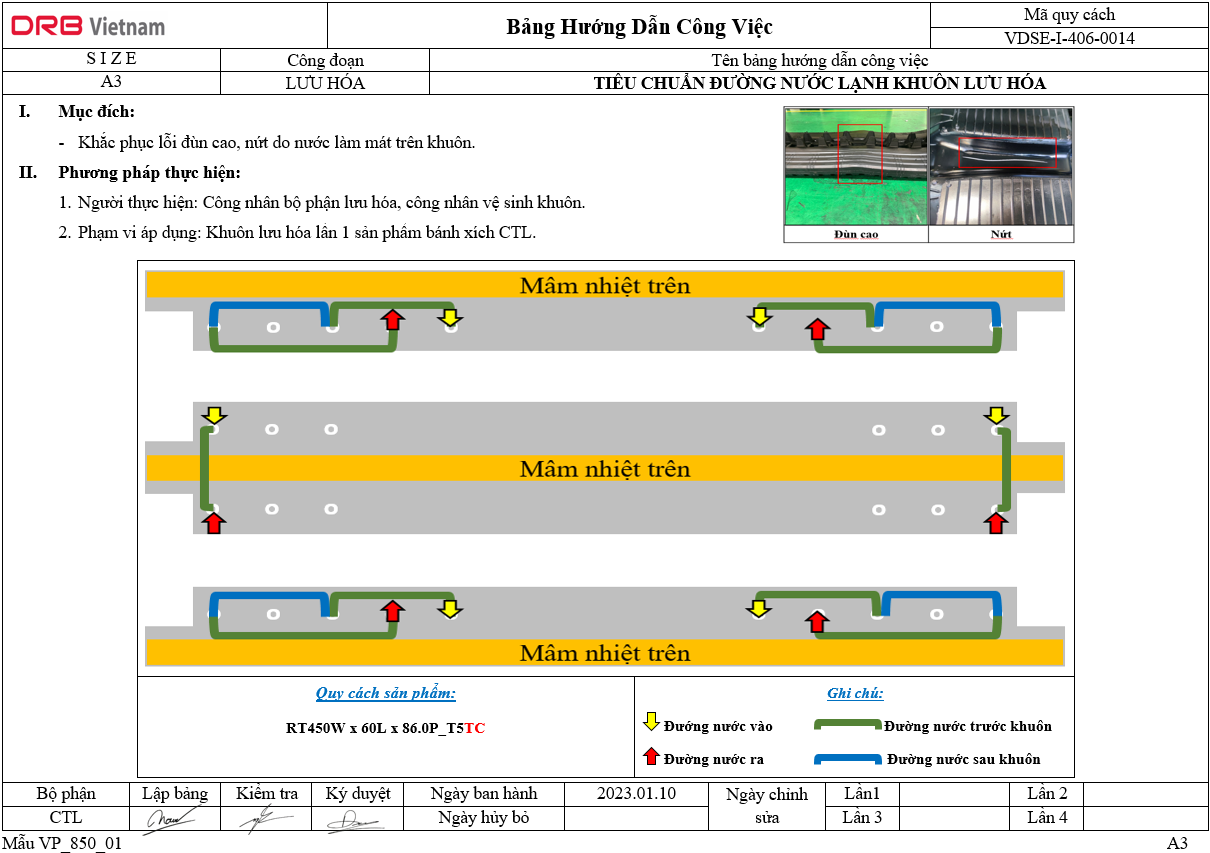 DRB Vietnam
Bảng Hướng Dẫn Công Việc
Mã quy cách
VDSE-I-406-0014
S I Z E
Công đoạn
Tên bảng hướng dẫn công việc
A3
LƯU HÓA
TIÊU CHUẨN ĐƯỜNG NƯỚC LẠNH KHUÔN LƯU HÓA
I. Mục đích:
- Khắc phục lỗi đùn cao, nứt do nước làm mát trên khuôn.
II. Phương pháp thực hiện:
1. Người thực hiện: Công nhân bộ phận lưu hóa, công nhân vệ sinh khuôn.
2. Phạm vi áp dụng: Khuôn lưu hóa lần 1 sản phẩm bánh xích CTL.
Đùn cao
Nứt
Mâm nhiệt trên
Mâm nhiệt trên
Mâm nhiệt trên
Quy cách sản phẩm:
RT450W x 60L x 86.0P_T5TC
Ghi chú:
Đướng nước vào
Đường nước trước khuôn
Đường nước ra
Đường nước sau khuôn
Bộ phận
Lập bảng
Kiểm tra
Ký duyệt
Ngày ban hành
2023.01.10
Ngày chỉnh sửa
Lần1
Lần 2
CTL
Ngày hủy bỏ
Lần 3
Lần 4
Mẫu VP_850_01
A3